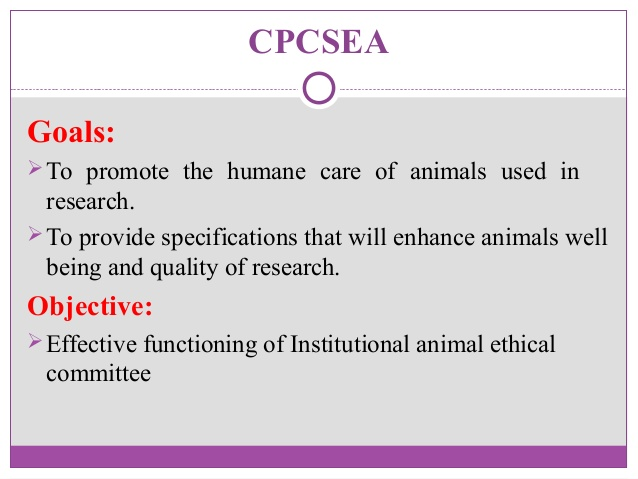 CPCSEA
Goals:
To promote the humane care of animals used in
research.
To provide specifications that will enhance animals well
being and quality of research.
Objective:
Effective functioning of Institutional animal ethical
committee